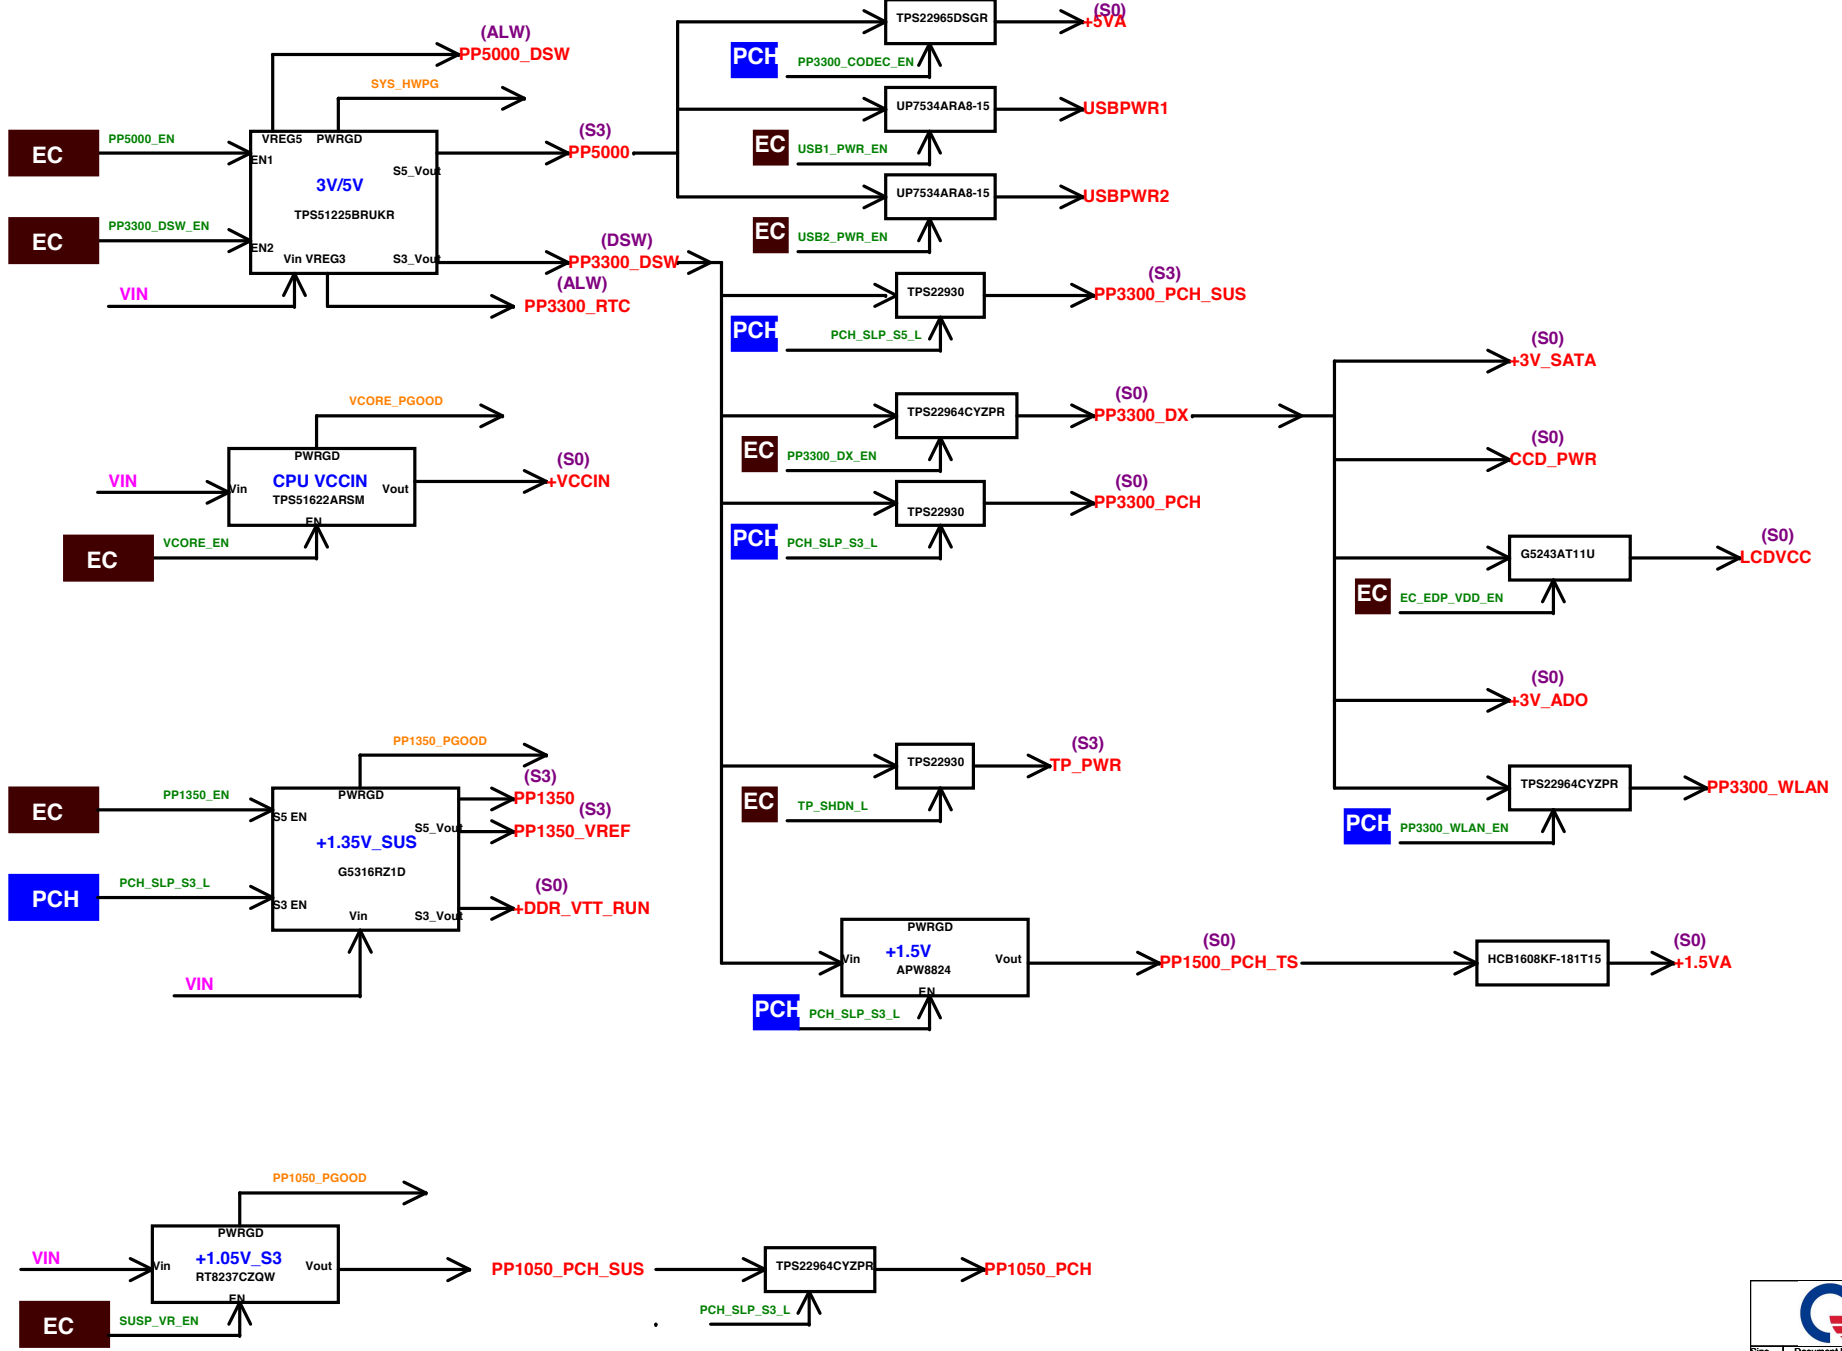 (ALW)
PP5000_DSW
SYS_HWPG
EC
PP5000_EN
VREG5
PWRGD
EN1
3V/5V
TPS51225BRUKR
S5_Vout
(S3)
PP5000
EC
PP3300_DSW_EN
EN2
Vin
VREG3
S3_Vout
(DSW)
PP3300_DSW
(ALW)
PP3300_RTC
VIN
TPS22965DSGR
(S0)
+5VA
PCH
PP3300_CODEC_EN
UP7534ARA8-15
USBPWR1
EC
USB1_PWR_EN
UP7534ARA8-15
USBPWR2
EC
USB2_PWR_EN
TPS22930
(S3)
PP3300_PCH_SUS
PCH
PCH_SLP_S5_L
TPS22964CYZPR
(S0)
PP3300_DX
EC
PP3300_DX_EN
TPS22930
(S0)
PP3300_PCH
PCH
PCH_SLP_S3_L
(S0)
+3V_SATA
(S0)
CCD_PWR
G5243AT11U
(S0)
LCDVCC
EC
EC_EDP_VDD_EN
(S0)
+3V_ADO
TPS22964CYZPR
PP3300_WLAN
PCH
PP3300_WLAN_EN
VCORE_PGOOD
PWRGD
VIN
Vin
CPU VCCIN
TPS51622ARSM
Vout
EN
(S0)
+VCCIN
EC
VCORE_EN
TPS22930
(S3)
TP_PWR
EC
TP_SHDN_L
PP1350_PGOOD
PWRGD
EC
PP1350_EN
S5 EN
+1.35V_SUS
G5316RZ1D
S5_Vout
(S3)
PP1350
(S3)
PP1350_VREF
PCH
PCH_SLP_S3_L
S3 EN
Vin
S3_Vout
(S0)
+DDR_VTT_RUN
VIN
PWRGD
Vin
+1.5V
APW8824
Vout
EN
PCH
PCH_SLP_S3_L
(S0)
PP1500_PCH_TS
HCB1608KF-181T15
(S0)
+1.5VA
PP1050_PGOOD
PWRGD
VIN
Vin
+1.05V_S3
RT8237CZQW
Vout
EN
EC
SUSP_VR_EN
PP1050_PCH_SUS
TPS22964CYZPR
PP1050_PCH
PCH_SLP_S3_L